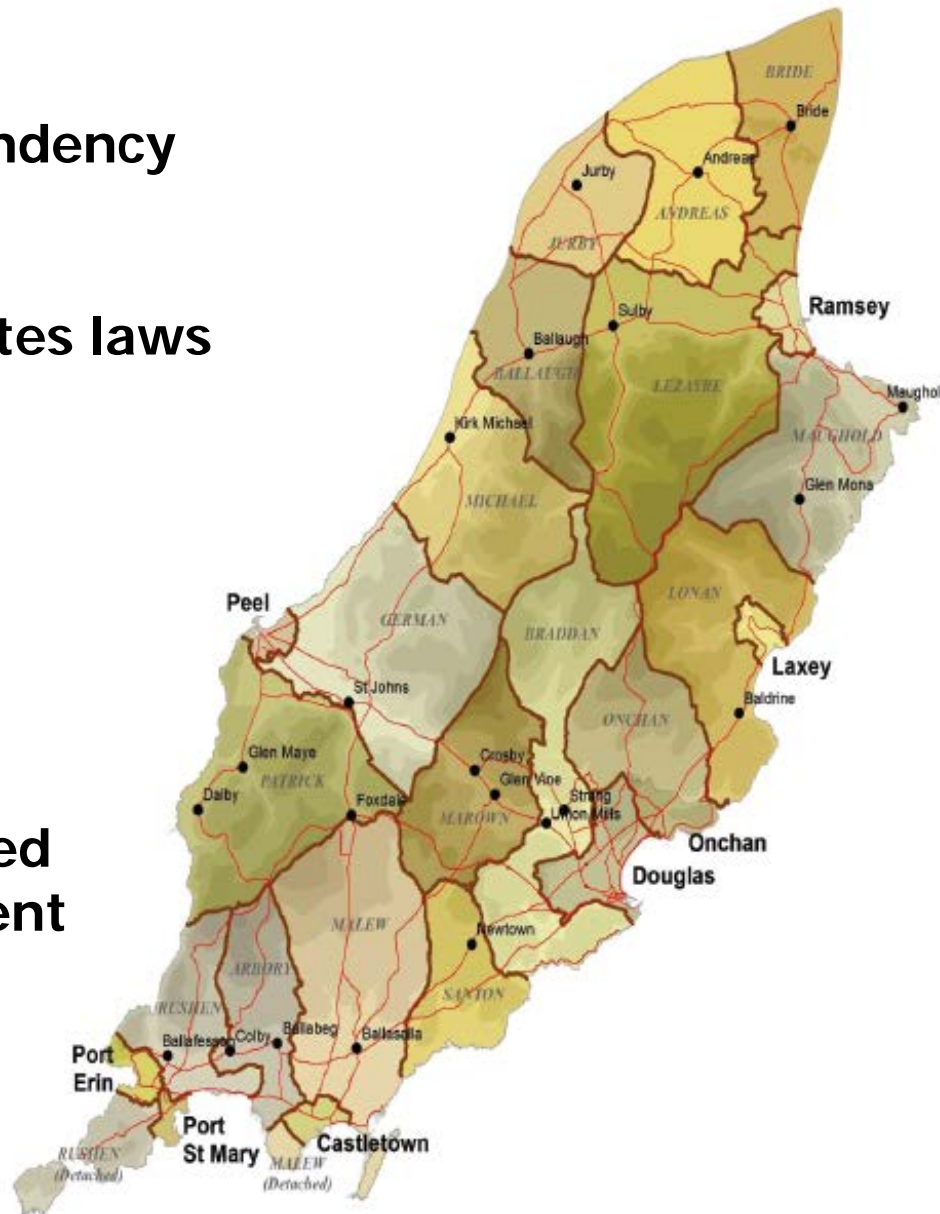 ndency
tes laws
ed
ent
BRIDE
Bride
Jurby
Andreas
ANDREAS
JURBY
Ramsey
Sulby
Ballaugh
BALLAUGH
LEZAYRE
Maughol
Kirk Michael
MAUGHOLD
Glen Mona
MICHAEL
LONAN
Peel
GERMAN
BRADDAN
Laxey
St Johns
Baldrine
ONCHAN
Glen Maye
PATRICK
Crosby
Glen Vine
Dalby
Foxdale
Strang
MAROWN
Union Mills
Onchan
Douglas
MALEW
Newtown
ARBORY
SANTON
RUSHEN
Ballafesson
Colby
Ballabeg
Ballasalla
Port
Erin
Port
St Mary
Castletown
RUSHEN
(Detached)
MALEW
(Detached)